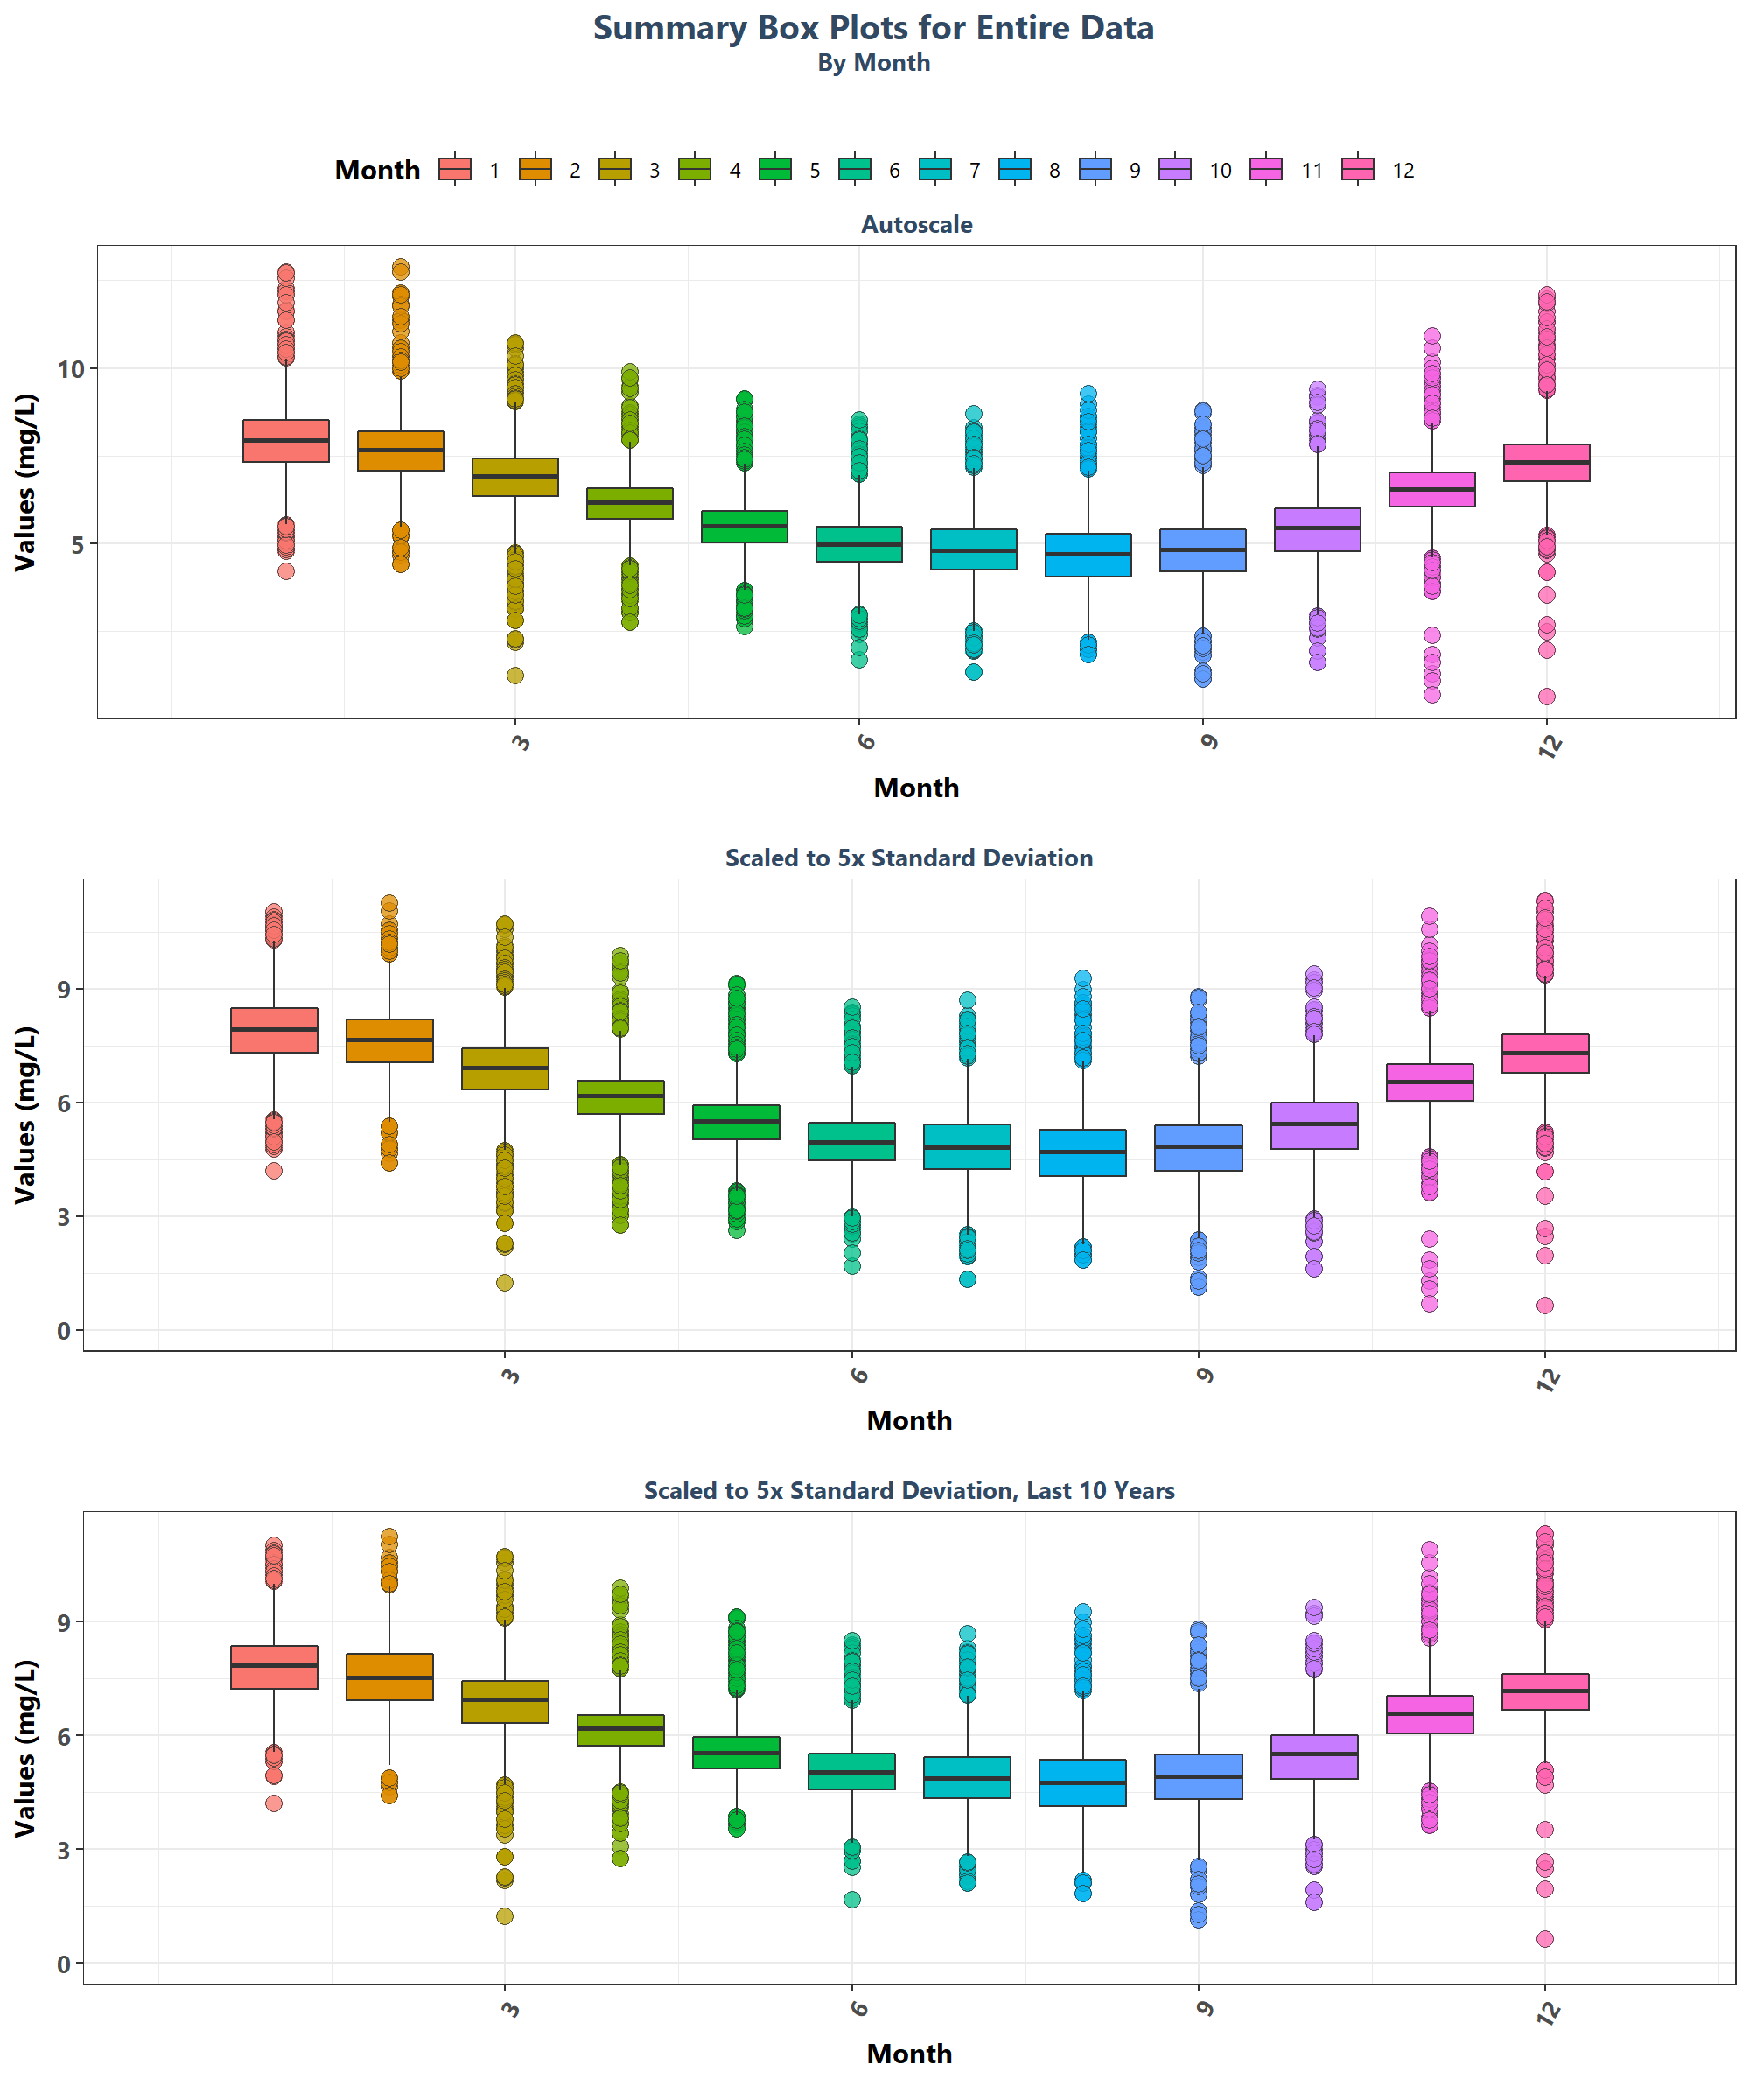 Summary Box Plots for Entire Data
By Month
Month 1 2 3 4 5 6 7 8 9 10 11 12
Autoscale
Values (mg/L)
10
5
3 6 9 12
Month
Scaled to 5x Standard Deviation
Values (mg/L)
9
6
3
0
3 6 9 12
Month
Scaled to 5x Standard Deviation, Last 10 Years
Values (mg/L)
9
6
3
0
3 6 9 12
Month